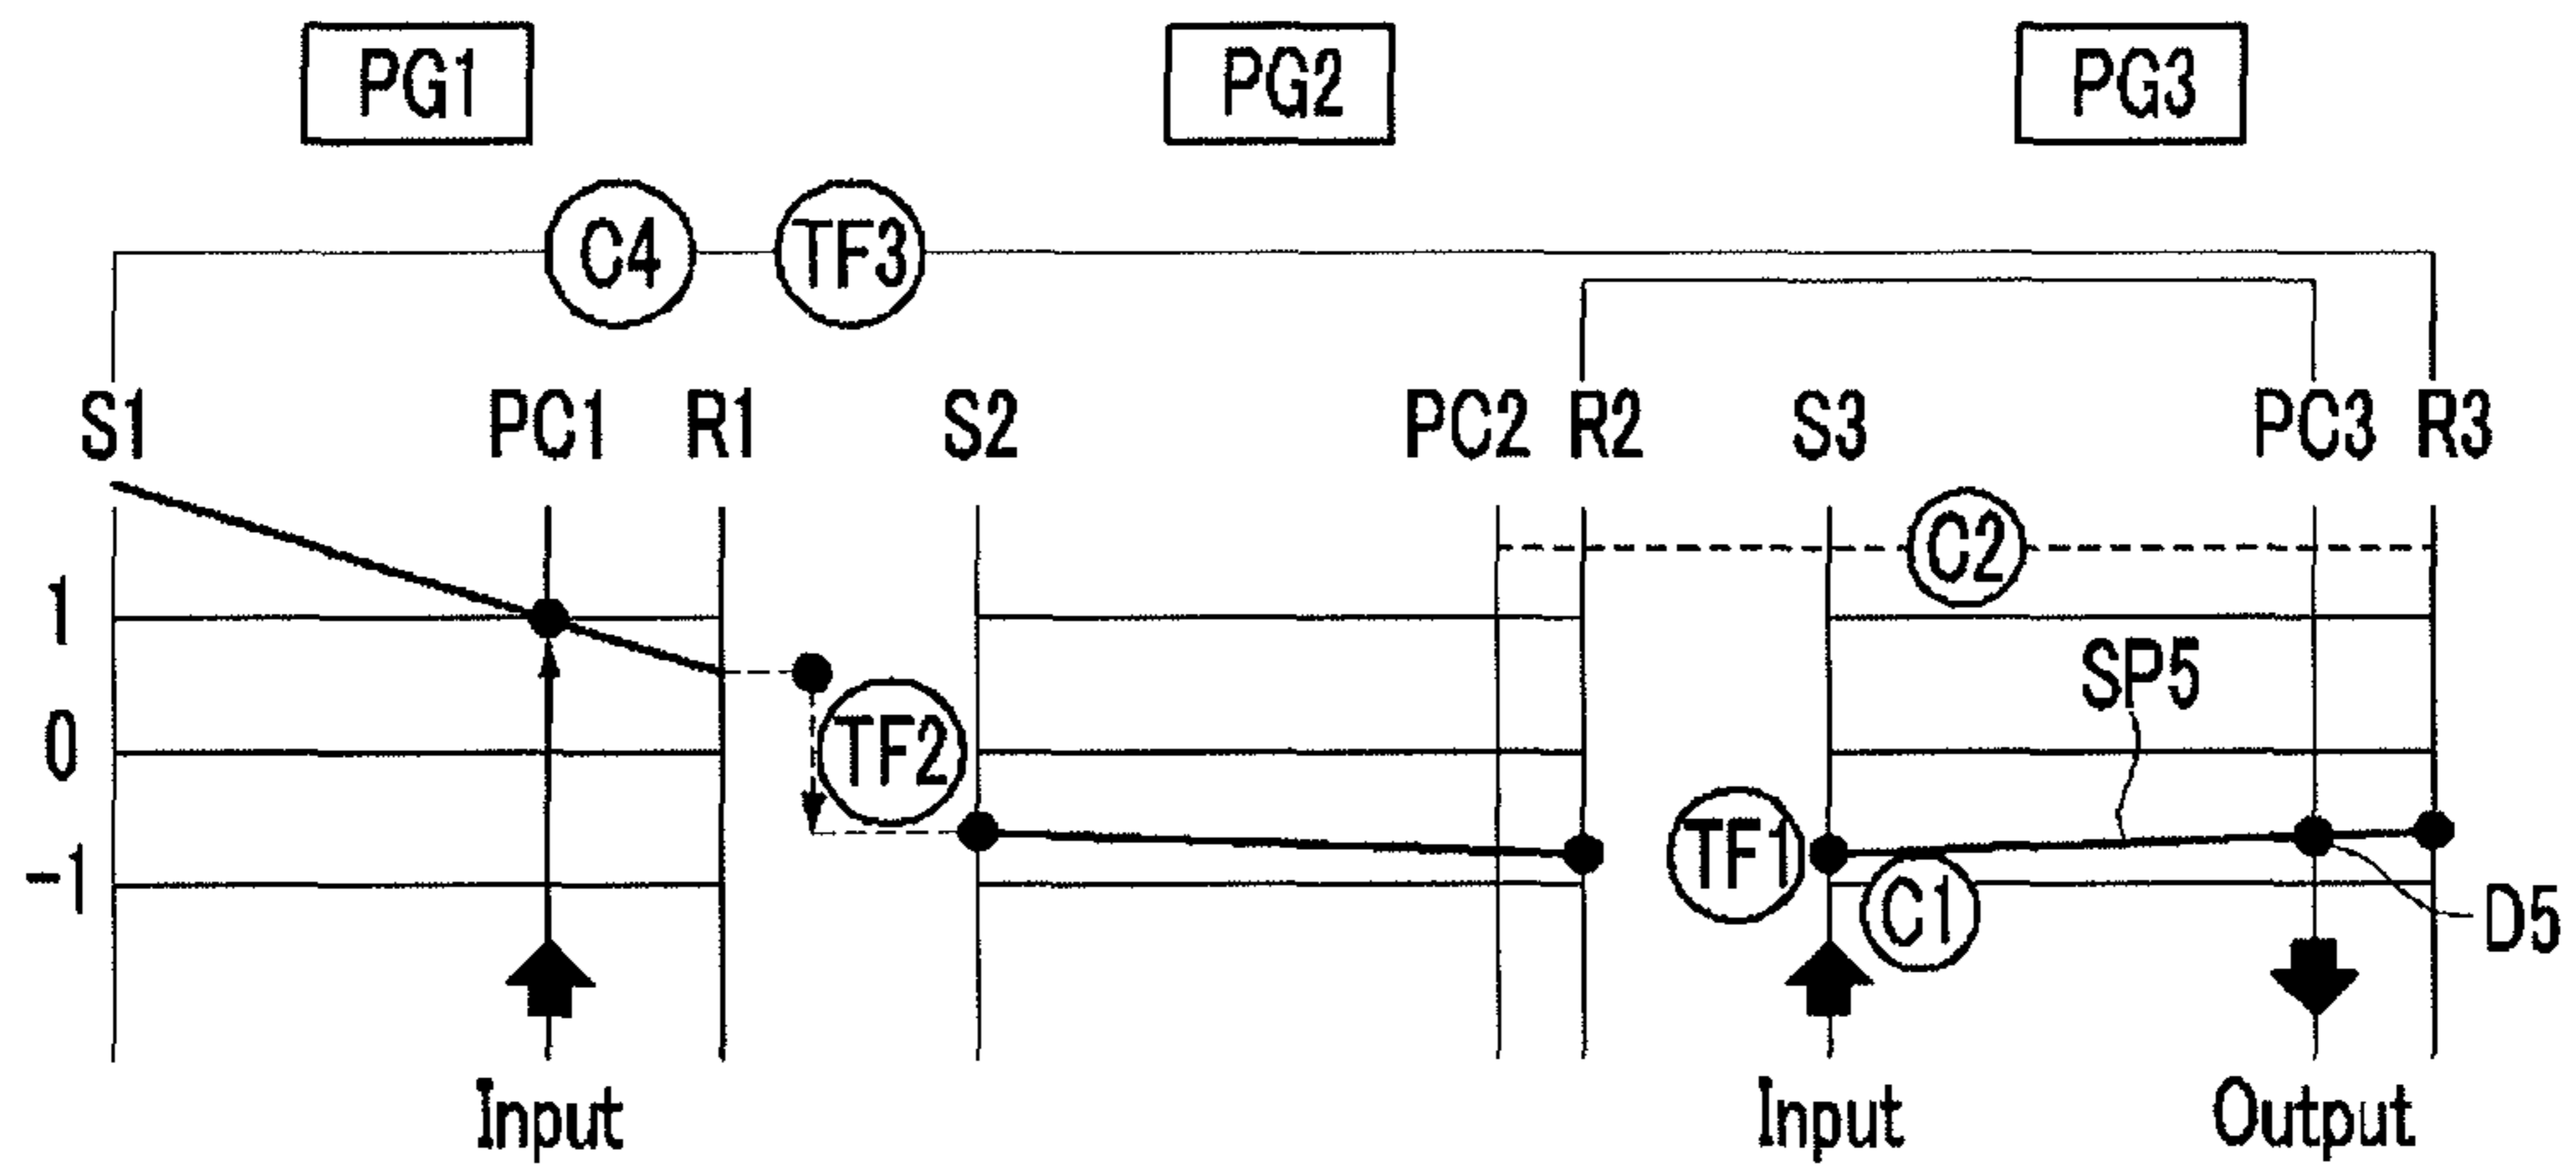 PG1 PG2 PG3
C4 TF3
S1 PC1 R1 S2 PC2 R2 S3 PC3 R3
C2
1
SP5
0 TF2
TF1
-1 C1
D5
Input Input Output